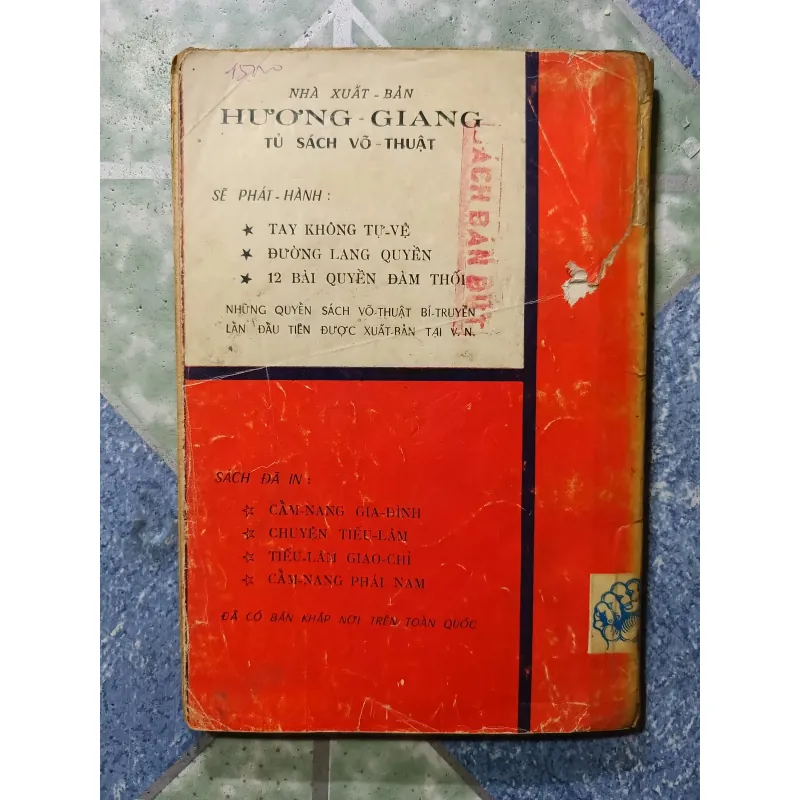 NHÀ XUẤT-BẢN
HƯƠNG-GIANG
TỦ SÁCH VÕ-THUẬT
SẼ PHÁT-HÀNH :
★ TAY KHÔNG TỰ-VỆ
★ ĐƯỜNG LANG QUYỀN
★ 12 BÀI QUYỀN ĐÀM THỐI
NHỮNG QUYỂN SÁCH VÕ-THUẬT BÍ-TRUYỀN
LẦN ĐẦU TIÊN ĐƯỢC XUẤT-BẢN TẠI V.N.
SÁCH BÁN
SÁCH ĐÃ IN :
☆ CẨM-NANG GIA-ĐÌNH
☆ CHUYỆN TIẾU-LÂM
☆ TIẾU-LÂM GIAO-CHỈ
☆ CẨM-NANG PHÁI NAM
ĐÃ CÓ BÁN KHẮP NƠI TRÊN TOÀN QUỐC